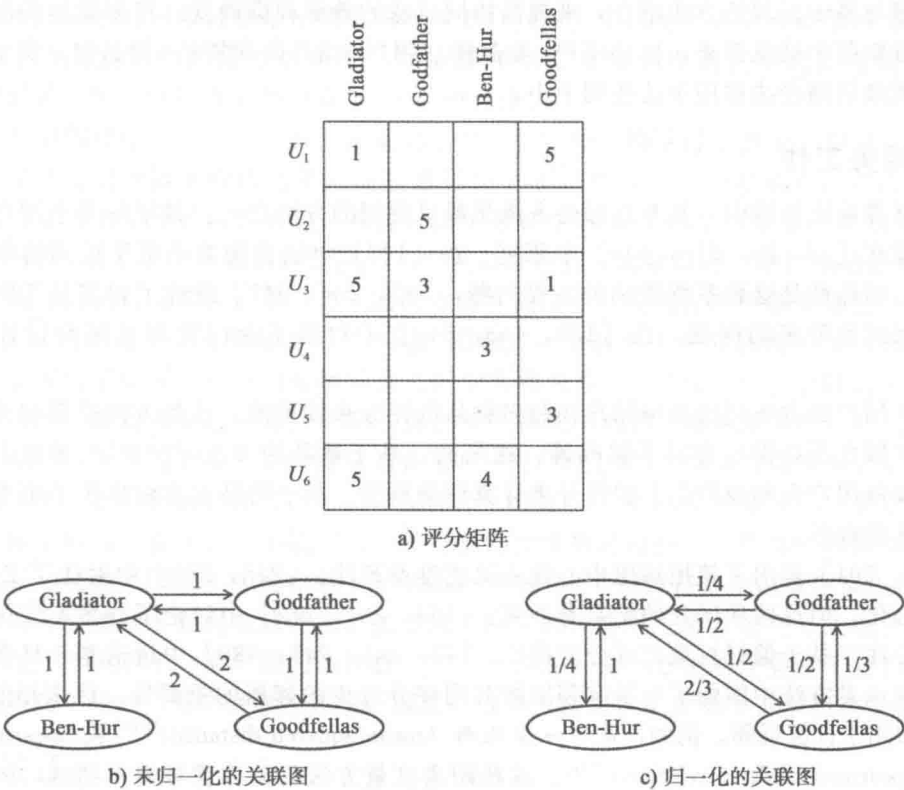 Gladiator
Godfather
Ben-Hur
Goodfellas
U1 1 5
U2 5
U3 5 3 1
U4 3
U5 3
U6 5 4
a) 评分矩阵
1
Gladiator Godfather
1
1 1 2 2 1 1
Ben-Hur Goodfellas
b) 未归一化的关联图
1/4
Gladiator Godfather
1/2
1/4 1 2/3 1/2 1/2 1/3
Ben-Hur Goodfellas
c) 归一化的关联图